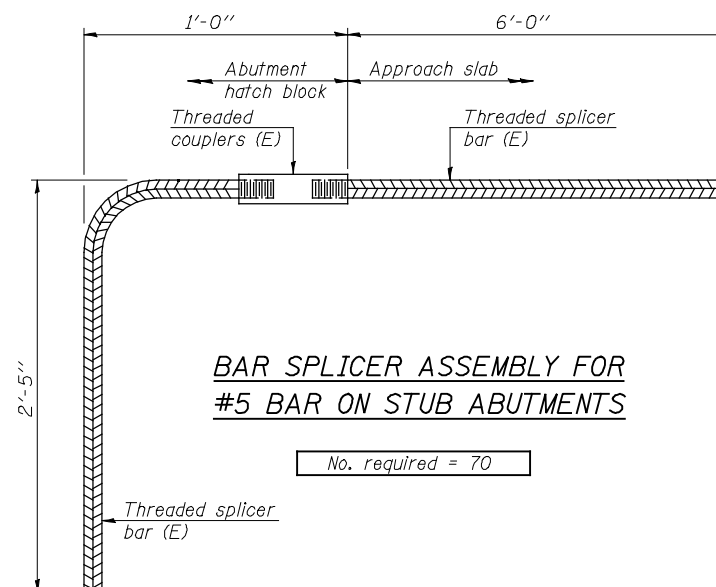 1'-0"
6'-0"
Abutment
hatch block
Approach slab
Threaded
couplers (E)
Threaded splicer
bar (E)
2'-5"
BAR SPLICER ASSEMBLY FOR
#5 BAR ON STUB ABUTMENTS
No. required = 70
Threaded splicer
bar (E)